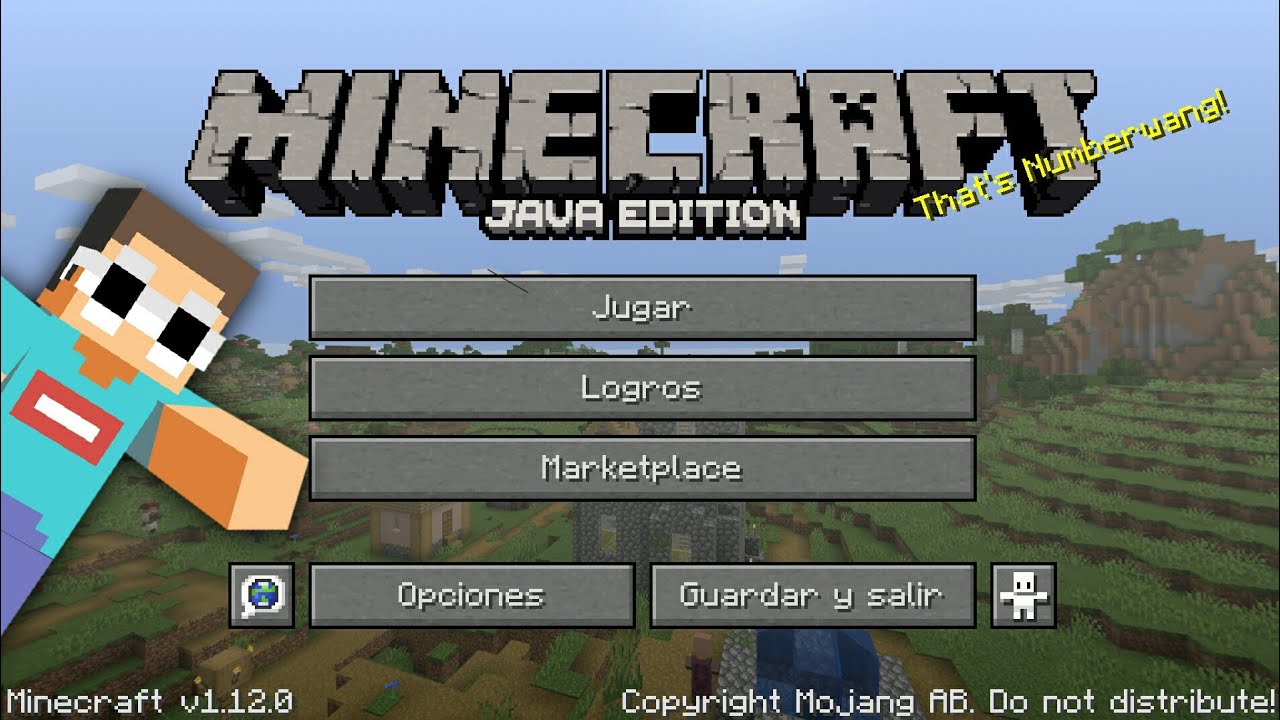 MINECRAFT
JAVA EDITION
That's Numberwang!
Jugar
Logros
Marketplace
Opciones
Guardar y salir
Minecraft v1.12.0
Copyright Mojang AB. Do not distribute!